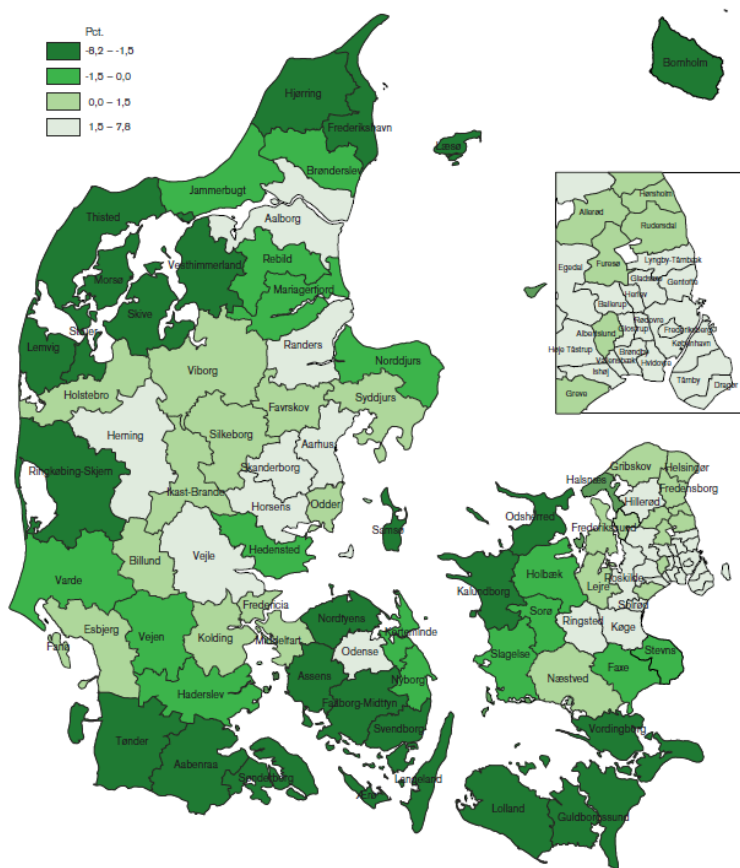 Pct.
-8,2 – -1,5
-1,5 – 0,0
0,0 – 1,5
1,5 – 7,8
Bornholm
Hjørring
Frederikshavn
Læsø
Brønderslev
Jammerbugt
Aalborg
Thisted
Vesthimmerland
Rebild
Mariagerfjord
Morsø
Skive
Struer
Lemvig
Randers
Norddjurs
Viborg
Holstebro
Favrskov
Syddjurs
Silkeborg
Herning
Aarhus
Skanderborg
Ringkøbing-Skjern
Ikast-Brande
Horsens
Odder
Samsø
Hedensted
Billund
Vejle
Varde
Fredericia
Esbjerg
Vejen
Kolding
Middelfart
Fanø
Haderslev
Tønder
Aabenraa
Sønderborg
Nordfyens
Kerteminde
Odense
Assens
Nyborg
Faaborg-Midtfyn
Svendborg
Ærø
Langeland
Hørsholm
Allerød
Rudersdal
Egedal
Furesø
Lyngby-Tårnbæk
Gladsaxe
Gentofte
Ballerup
Herlev
Rødovre
Albertslund
Glostrup
Frederiksberg
København
Høje Tåstrup
Brøndby
Vallensbæk
Hvidovre
Ishøj
Tårnby
Dragør
Greve
Gribskov
Helsingør
Halsnæs
Fredensborg
Hillerød
Odsherred
Frederikssund
Kalundborg
Holbæk
Roskilde
Lejre
Solrød
Sorø
Ringsted
Køge
Slagelse
Stevns
Faxe
Næstved
Vordingborg
Lolland
Guldborgsund